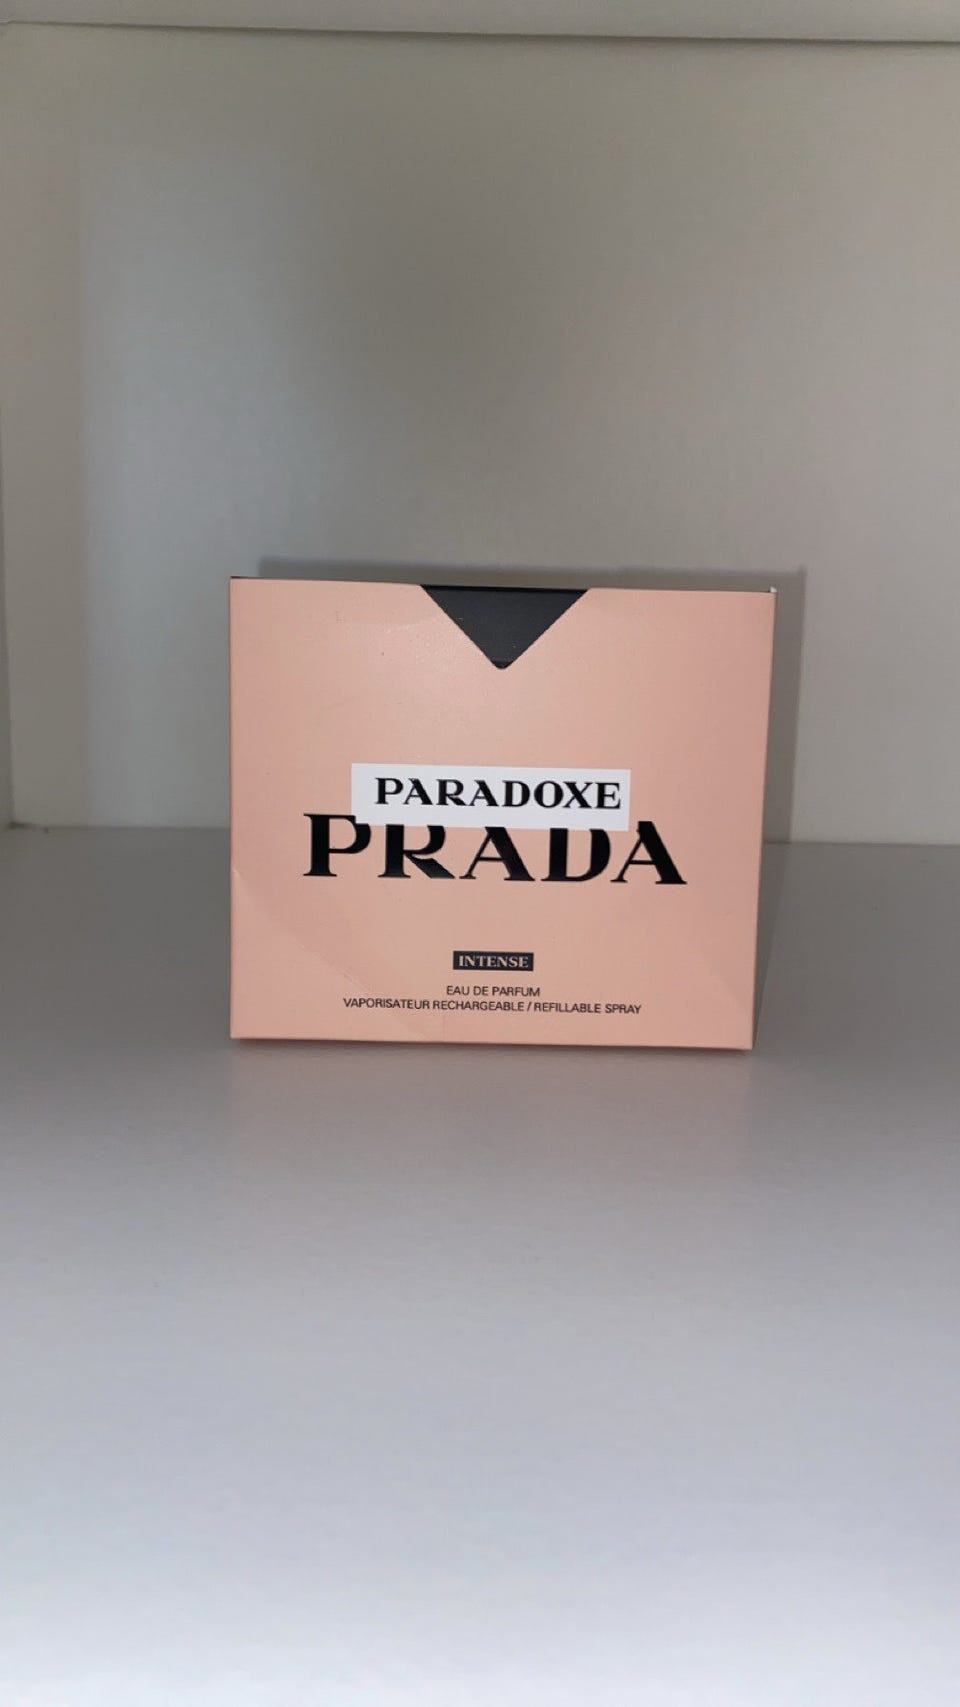 PARADOXE
PRADA
INTENSE
EAU DE PARFUM
VAPORISATEUR RECHARGEABLE / REFILLABLE SPRAY